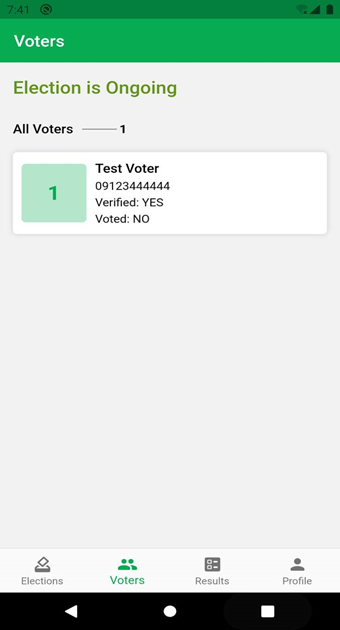 7:41
Voters
Election is Ongoing
All Voters 1
1
Test Voter
09123444444
Verified: YES
Voted: NO
Elections
Voters
Results
Profile